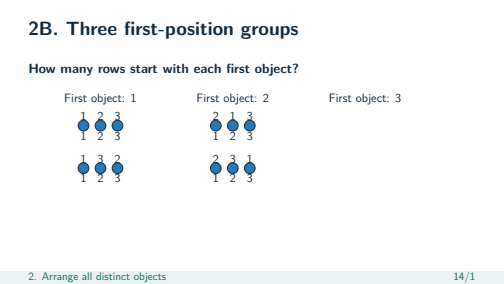 2B. Three first-position groups
How many rows start with each first object?
First object: 1
1 2 3
1 2 3
1 3 2
1 2 3
First object: 2
2 1 3
1 2 3
2 3 1
1 2 3
First object: 3
2. Arrange all distinct objects
14/1